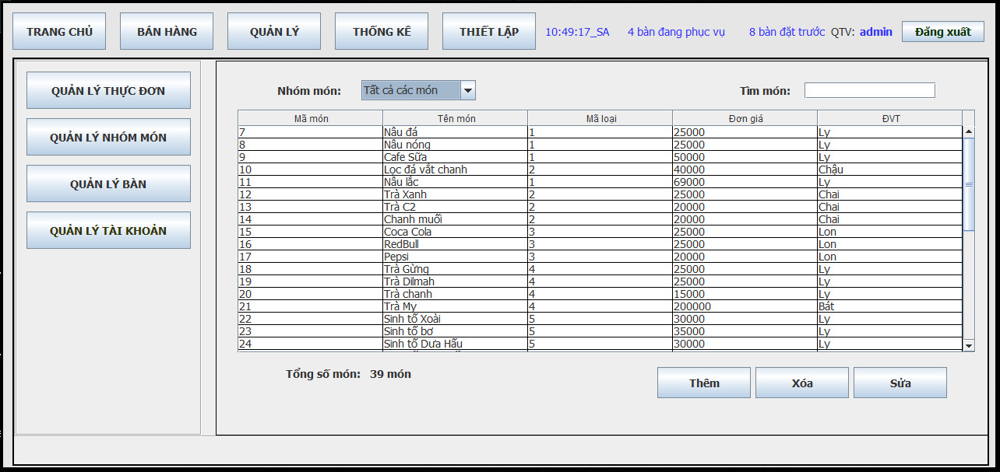 TRANG CHỦ BÁN HÀNG QUẢN LÝ THỐNG KÊ THIẾT LẬP 10:49:17_SA 4 bàn đang phục vụ 8 bàn đặt trước QTV: admin Đăng xuất
QUẢN LÝ THỰC ĐƠN
QUẢN LÝ NHÓM MÓN
QUẢN LÝ BÀN
QUẢN LÝ TÀI KHOẢN
Nhóm món: Tất cả các món Tìm món:
Mã món Tên món Mã loại Đơn giá ĐVT
7 Nâu đá 1 25000 Ly
8 Nâu nóng 1 25000 Ly
9 Cafe Sữa 1 50000 Ly
10 Lọc đá vắt chanh 2 40000 Chậu
11 Nâu lắc 1 69000 Ly
12 Trà Xanh 2 25000 Chai
13 Trà C2 2 20000 Chai
14 Chanh muối 2 20000 Chai
15 Coca Cola 3 25000 Lon
16 RedBull 3 25000 Lon
17 Pepsi 3 20000 Lon
18 Trà Gừng 4 25000 Ly
19 Trà Dilmah 4 25000 Ly
20 Trà chanh 4 15000 Ly
21 Trà My 4 200000 Bát
22 Sinh tố Xoài 5 30000 Ly
23 Sinh tố bơ 5 35000 Ly
24 Sinh tố Dưa Hấu 5 30000 Ly
Tổng số món: 39 món
Thêm Xóa Sửa